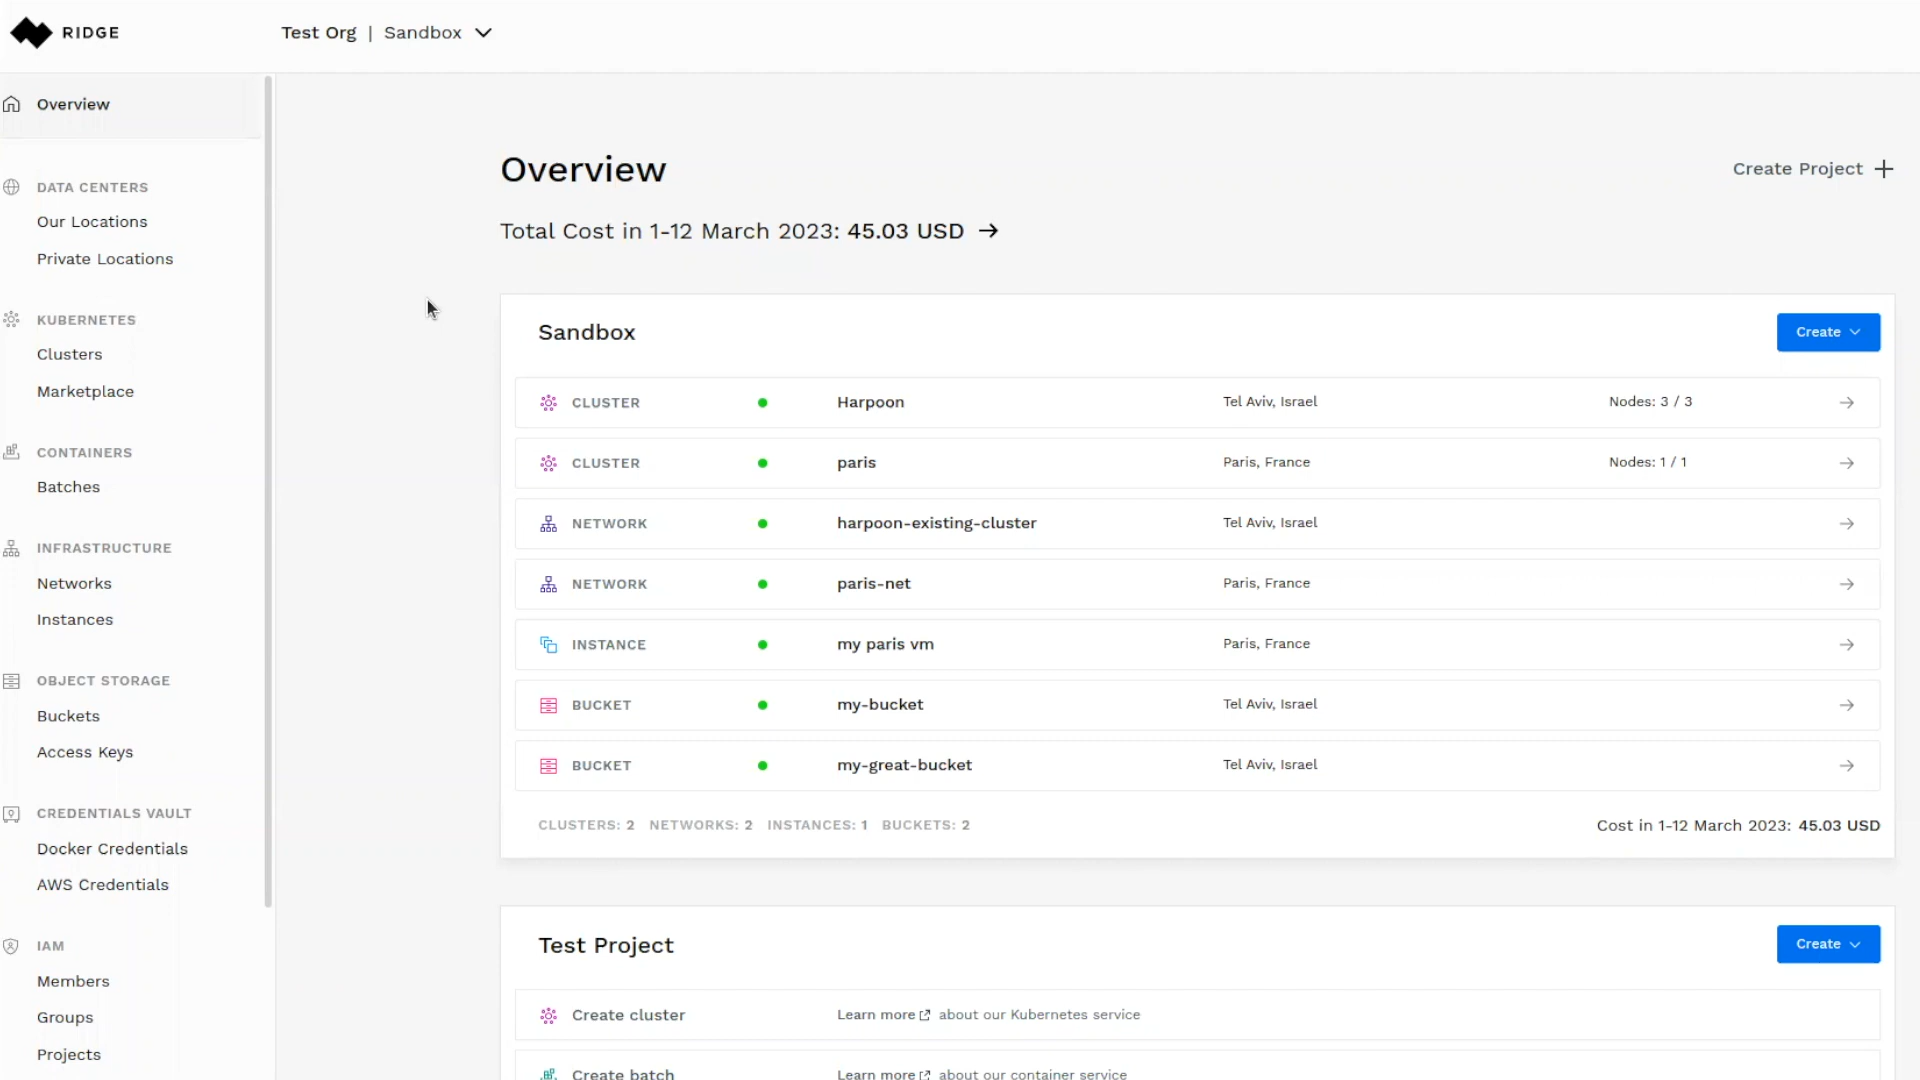 RIDGE
Test Org | Sandbox
Overview
DATA CENTERS
Our Locations
Private Locations
KUBERNETES
Clusters
Marketplace
CONTAINERS
Batches
INFRASTRUCTURE
Networks
Instances
OBJECT STORAGE
Buckets
Access Keys
CREDENTIALS VAULT
Docker Credentials
AWS Credentials
IAM
Members
Groups
Projects
Overview
Create Project
Total Cost in 1-12 March 2023: 45.03 USD
Sandbox
Create
CLUSTER Harpoon Tel Aviv, Israel Nodes: 3 / 3
CLUSTER paris Paris, France Nodes: 1 / 1
NETWORK harpoon-existing-cluster Tel Aviv, Israel
NETWORK paris-net Paris, France
INSTANCE my paris vm Paris, France
BUCKET my-bucket Tel Aviv, Israel
BUCKET my-great-bucket Tel Aviv, Israel
CLUSTERS: 2 NETWORKS: 2 INSTANCES: 1 BUCKETS: 2 Cost in 1-12 March 2023: 45.03 USD
Test Project
Create
Create cluster Learn more about our Kubernetes service
Create batch Learn more about our container service